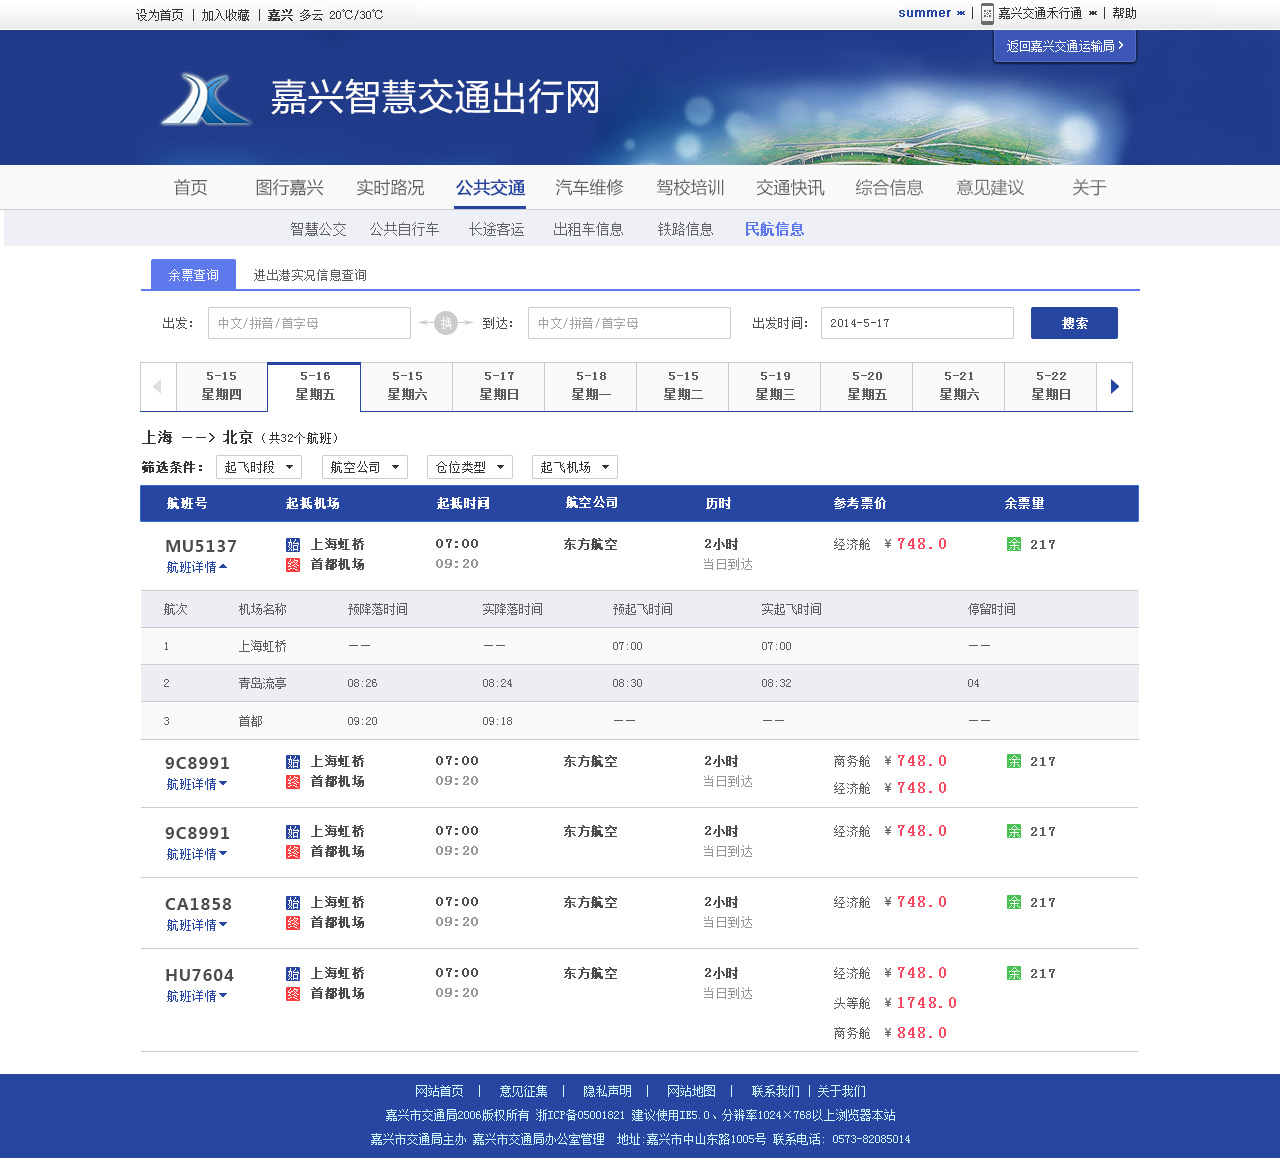 设为首页 | 加入收藏 | 嘉兴 多云 20℃/30℃
summer | 嘉兴交通禾行通 | 帮助
返回嘉兴交通运输局 >
嘉兴智慧交通出行网
首页 图行嘉兴 实时路况 公共交通 汽车维修 驾校培训 交通快讯 综合信息 意见建议 关于
智慧公交 公共自行车 长途客运 出租车信息 铁路信息 民航信息
余票查询 进出港实况信息查询
出发: 中文/拼音/首字母 换 到达: 中文/拼音/首字母 出发时间: 2014-5-17 搜索
5-15 5-16 5-15 5-17 5-18 5-15 5-19 5-20 5-21 5-22
星期四 星期五 星期六 星期日 星期一 星期二 星期三 星期五 星期六 星期日
上海 ——> 北京 (共32个航班)
筛选条件: 起飞时段 航空公司 仓位类型 起飞机场
航班号 起抵机场 起抵时间 航空公司 历时 参考票价 余票量
MU5137 始 上海虹桥 07:00 东方航空 2小时 经济舱 ¥ 748.0 余 217
航班详情 终 首都机场 09:20 当日到达
航次 机场名称 预降落时间 实降落时间 预起飞时间 实起飞时间 停留时间
1 上海虹桥 —— —— 07:00 07:00 ——
2 青岛流亭 08:26 08:24 08:30 08:32 04
3 首都 09:20 09:18 —— —— ——
9C8991 始 上海虹桥 07:00 东方航空 2小时 商务舱 ¥ 748.0 余 217
航班详情 终 首都机场 09:20 当日到达 经济舱 ¥ 748.0
9C8991 始 上海虹桥 07:00 东方航空 2小时 经济舱 ¥ 748.0 余 217
航班详情 终 首都机场 09:20 当日到达
CA1858 始 上海虹桥 07:00 东方航空 2小时 经济舱 ¥ 748.0 余 217
航班详情 终 首都机场 09:20 当日到达
HU7604 始 上海虹桥 07:00 东方航空 2小时 经济舱 ¥ 748.0 余 217
航班详情 终 首都机场 09:20 当日到达 头等舱 ¥ 1748.0
商务舱 ¥ 848.0
网站首页 | 意见征集 | 隐私声明 | 网站地图 | 联系我们 | 关于我们
嘉兴市交通局2006版权所有 浙ICP备05001821 建议使用IE5.0、分辨率1024×768以上浏览器本站
嘉兴市交通局主办 嘉兴市交通局办公室管理 地址:嘉兴市中山东路1005号 联系电话: 0573-82085014